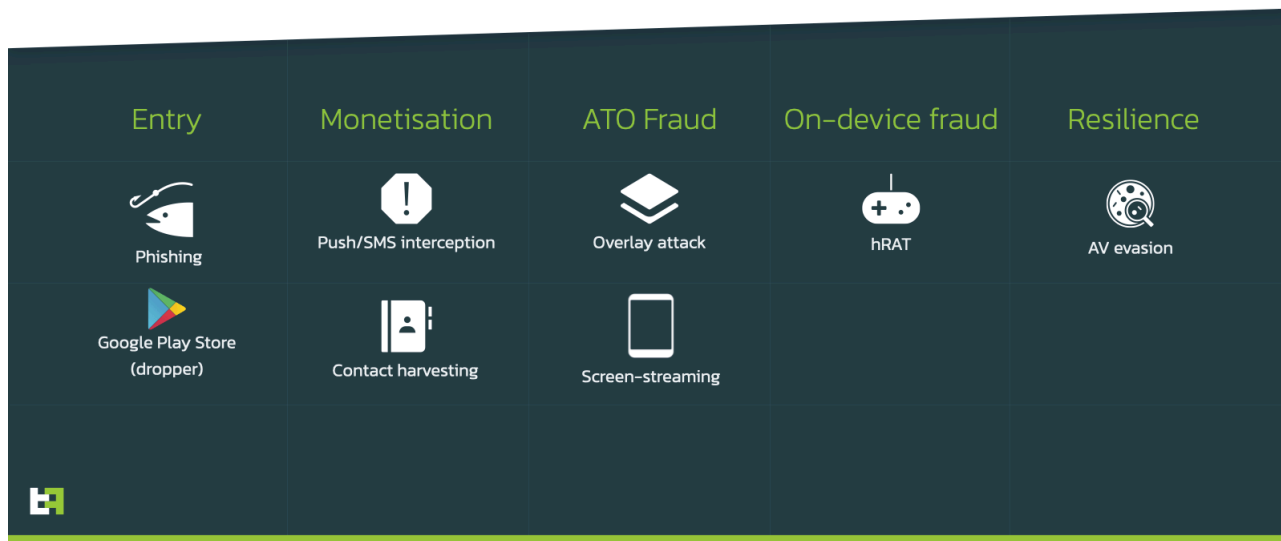 Entry
Monetisation
ATO Fraud
On-device fraud
Resilience
Phishing
Push/SMS interception
Overlay attack
hRAT
AV evasion
Google Play Store
(dropper)
Contact harvesting
Screen-streaming